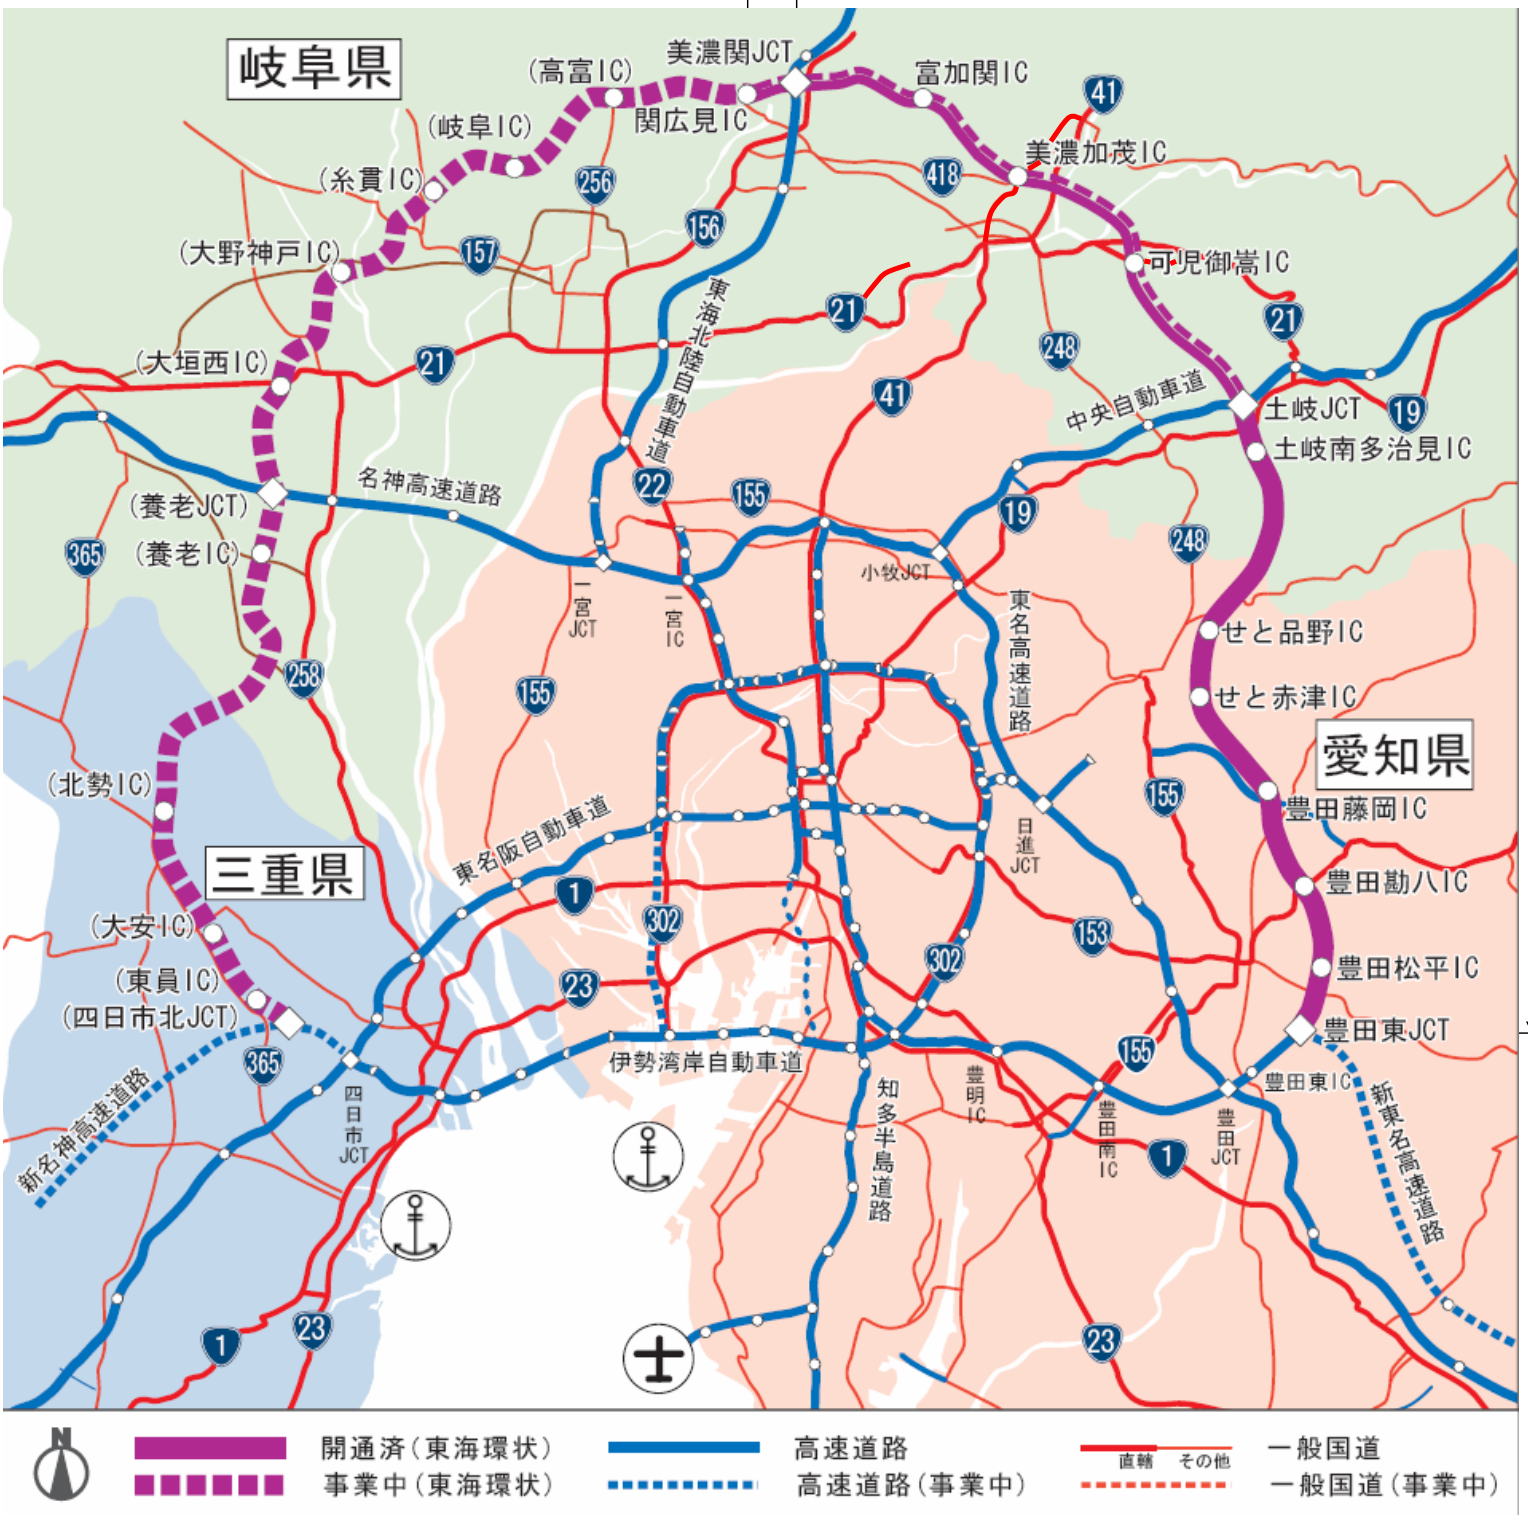 岐阜県
(高富IC)
美濃関JCT
富加関IC
41
関広見IC
(岐阜IC)
美濃加茂IC
(糸貫IC)
256
418
156
(大野神戸IC)
157
可児御嵩IC
東海北陸自動車道
21
21
248
(大垣西IC)
21
41
中央自動車道
土岐JCT
19
土岐南多治見IC
名神高速道路
22
155
19
(養老JCT)
365
(養老IC)
248
小牧JCT
一宮JCT
一宮IC
東名高速道路
せと品野IC
258
155
せと赤津IC
愛知県
(北勢IC)
155
豊田藤岡IC
東名阪自動車道
日進JCT
三重県
1
豊田勘八IC
(大安IC)
302
153
302
豊田松平IC
(東員IC)
23
(四日市北JCT)
豊田東JCT
365
伊勢湾岸自動車道
155
豊田東IC
新名神高速道路
四日市JCT
知多半島道路
豊明IC
豊田南IC
豊田JCT
新東名高速道路
1
1
23
23
N
開通済(東海環状)
高速道路
直轄 その他
一般国道
事業中(東海環状)
高速道路(事業中)
一般国道(事業中)